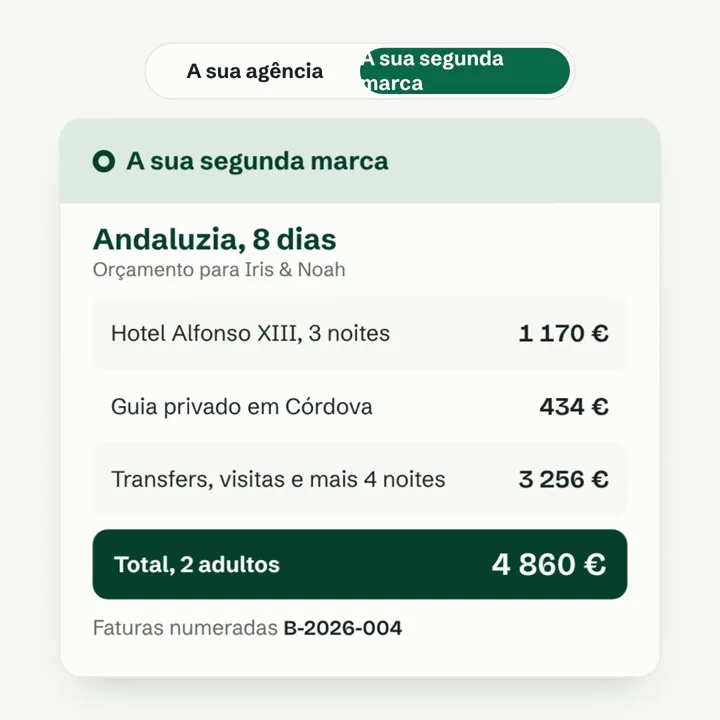 A sua agência
A sua segunda
marca
A sua segunda marca
Andaluzia, 8 dias
Orçamento para Iris & Noah
Hotel Alfonso XIII, 3 noites 1 170 €
Guia privado em Córdova 434 €
Transfers, visitas e mais 4 noites 3 256 €
Total, 2 adultos 4 860 €
Faturas numeradas B-2026-004